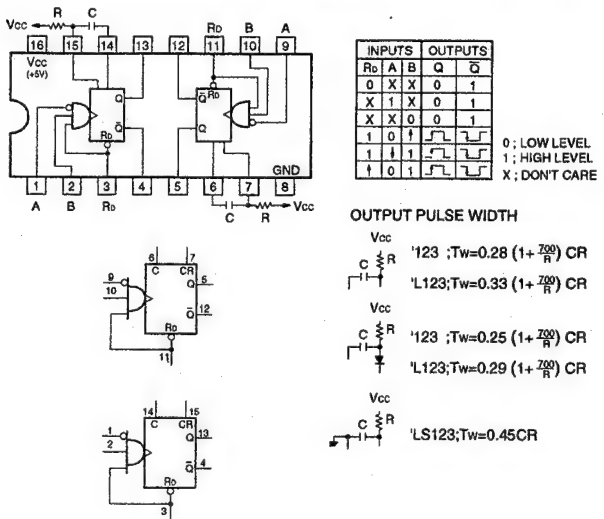 Vcc R C
RD B A
16 15 14 13 12 11 10 9
Vcc
(+5V)
RD
Q Q̅
Q̅ Q
RD
GND
1 2 3 4 5 6 7 8
A B RD C R Vcc
INPUTS OUTPUTS
RD A B Q Q̅
0 X X 0 1
X 1 X 0 1
X X 0 0 1
1 0 ↑
1 ↓ 1
↑ 0 1
0 ; LOW LEVEL
1 ; HIGH LEVEL
X ; DON'T CARE
OUTPUT PULSE WIDTH
Vcc
C R
'123 ;Tw=0.28 (1+ 700/R) CR
'L123;Tw=0.33 (1+ 700/R) CR
Vcc
C R
'123 ;Tw=0.25 (1+ 700/R) CR
'L123;Tw=0.29 (1+ 700/R) CR
Vcc
C R
'LS123;Tw=0.45CR
6 7
9 C CR 5
10 Q
Q̅ 12
RD
11
14 15
1 C CR 13
2 Q
Q̅ 4
RD
3